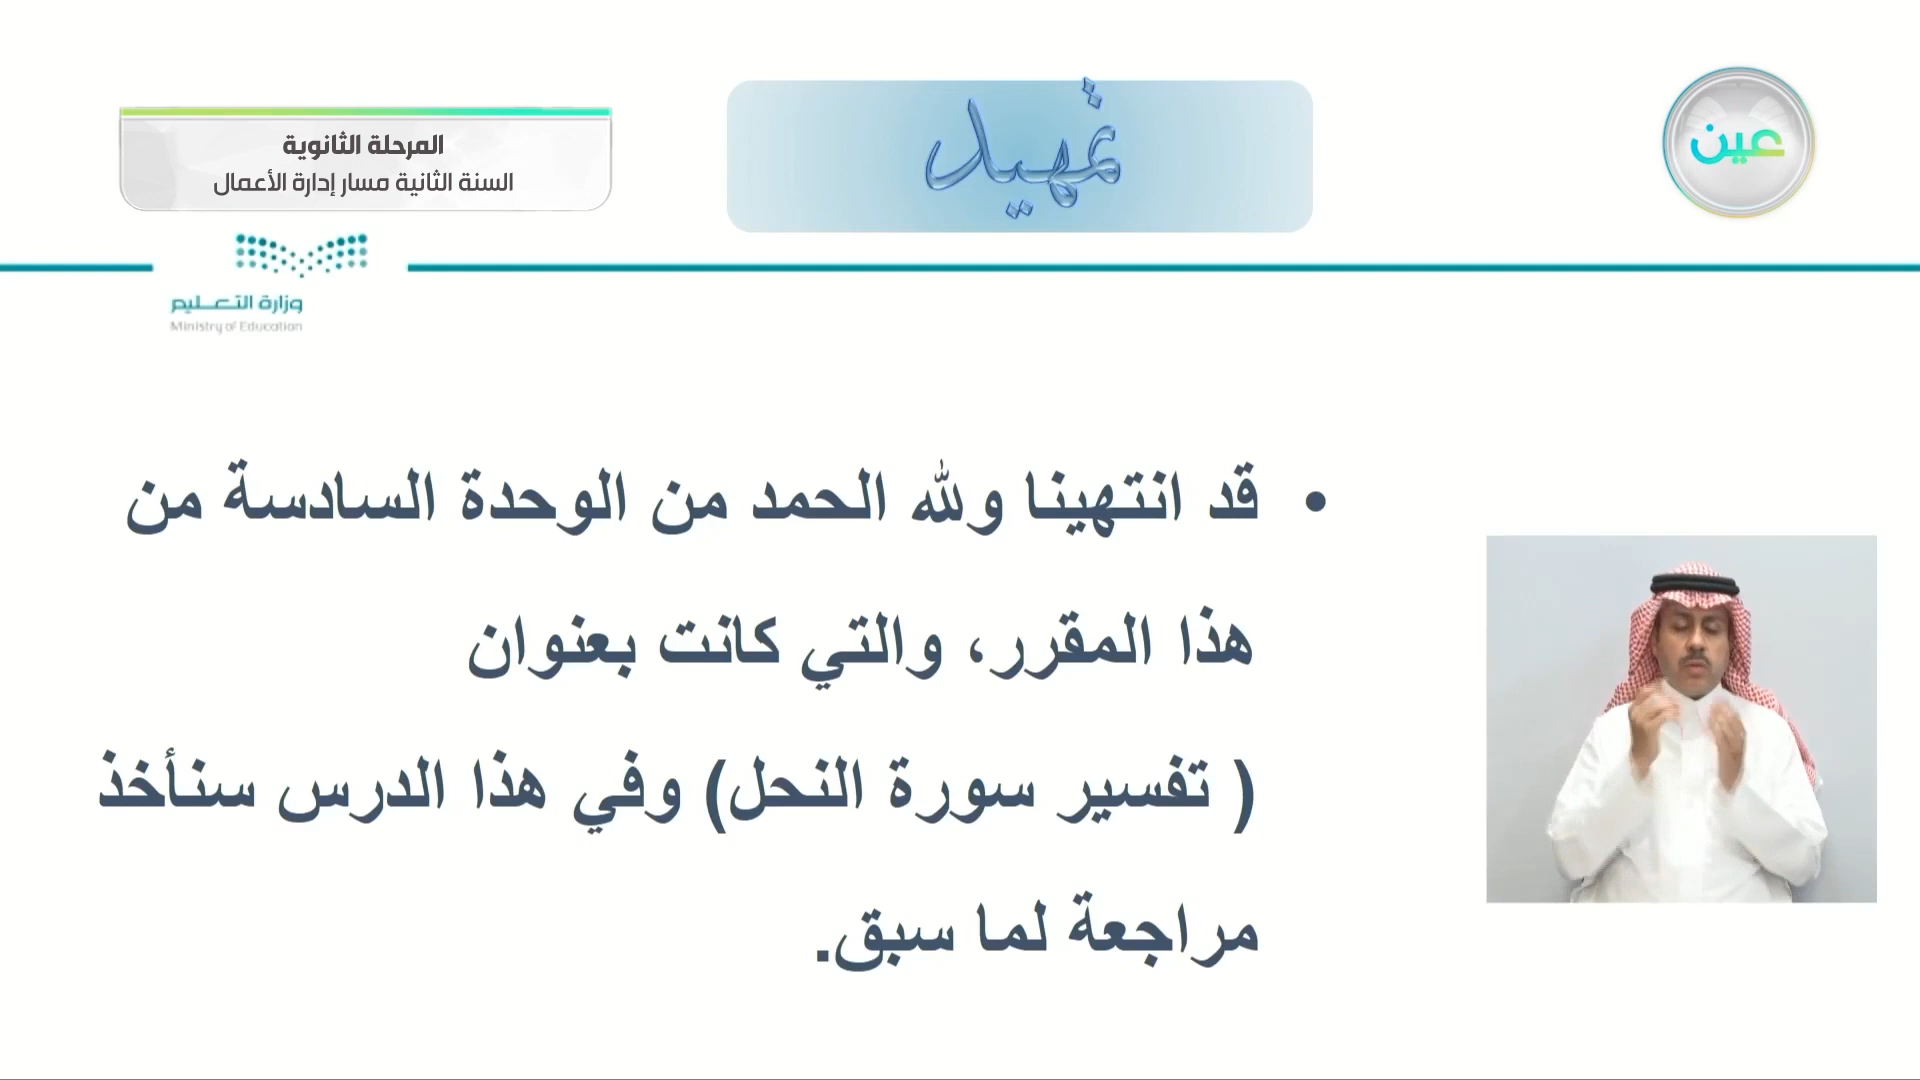 المرحلة الثانوية
السنة الثانية مسار إدارة الأعمال
تمهيد
عين
وزارة التعليم
Ministry of Education
• قد انتهينا ولله الحمد من الوحدة السادسة من
هذا المقرر، والتي كانت بعنوان
( تفسير سورة النحل) وفي هذا الدرس سنأخذ
مراجعة لما سبق.